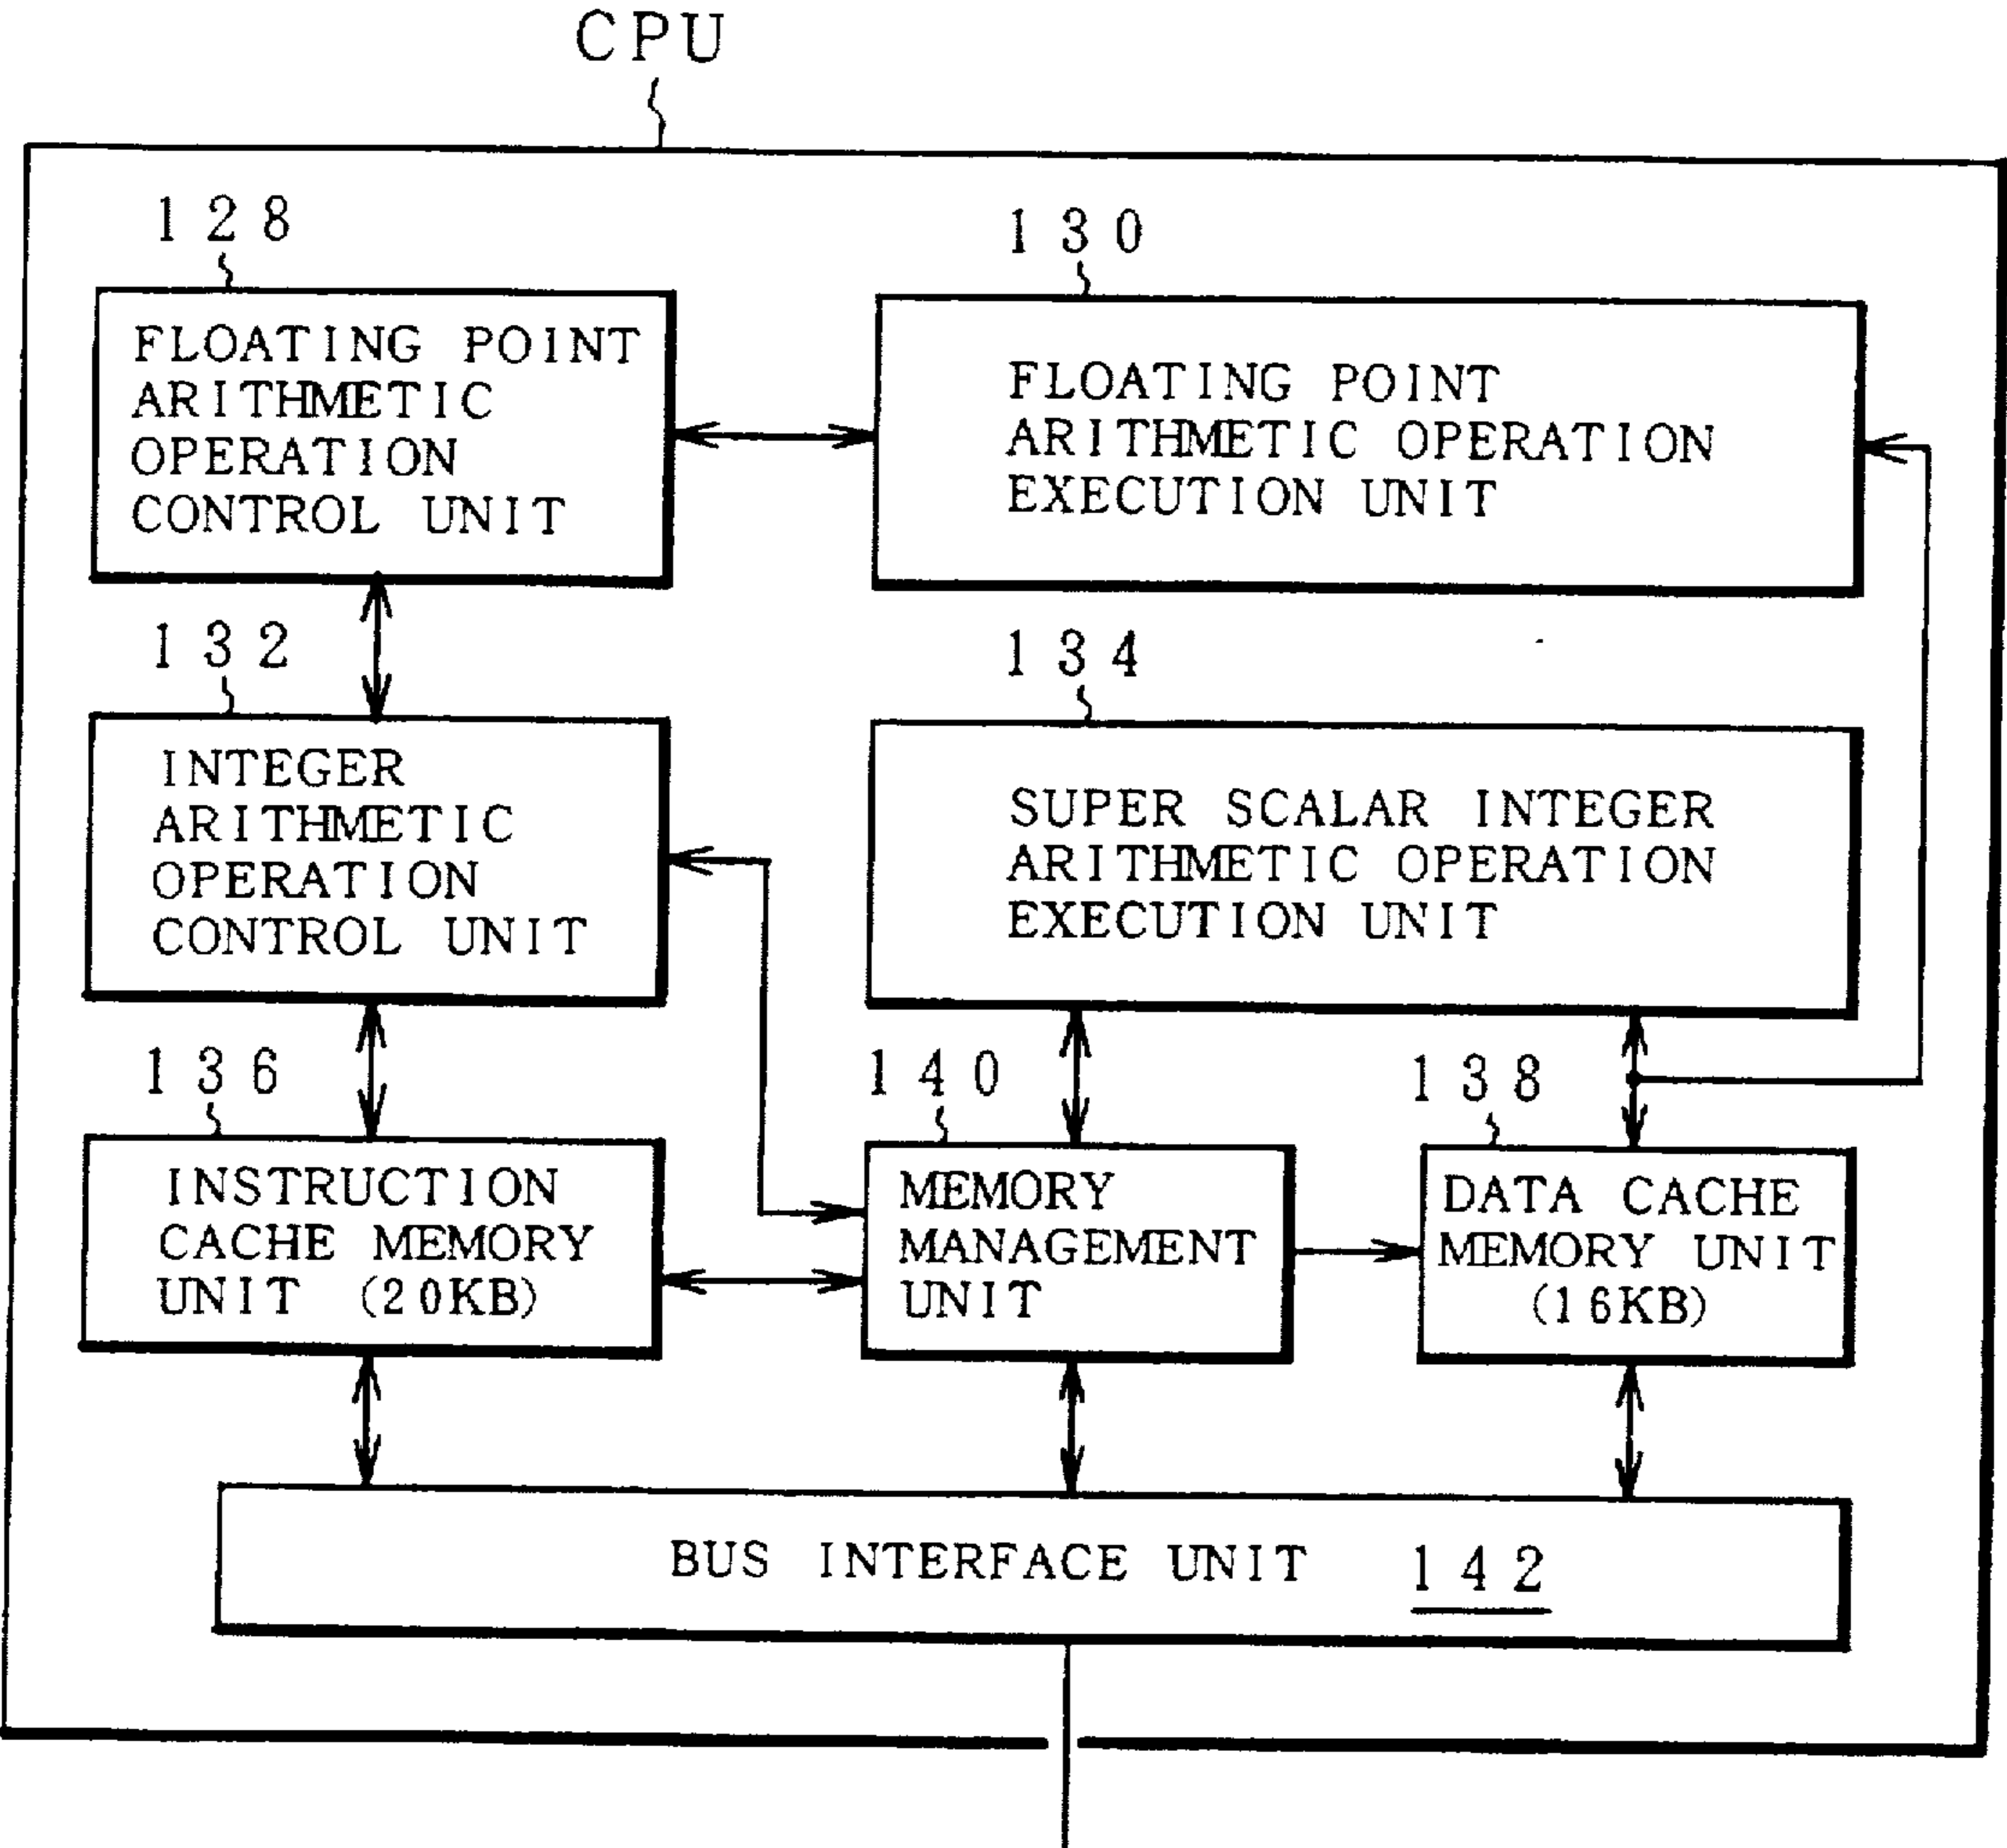 CPU
128
FLOATING POINT
ARITHMETIC
OPERATION
CONTROL UNIT
130
FLOATING POINT
ARITHMETIC OPERATION
EXECUTION UNIT
132
INTEGER
ARITHMETIC
OPERATION
CONTROL UNIT
134
SUPER SCALAR INTEGER
ARITHMETIC OPERATION
EXECUTION UNIT
136
INSTRUCTION
CACHE MEMORY
UNIT (20KB)
140
MEMORY
MANAGEMENT
UNIT
138
DATA CACHE
MEMORY UNIT
(16KB)
BUS INTERFACE UNIT 142